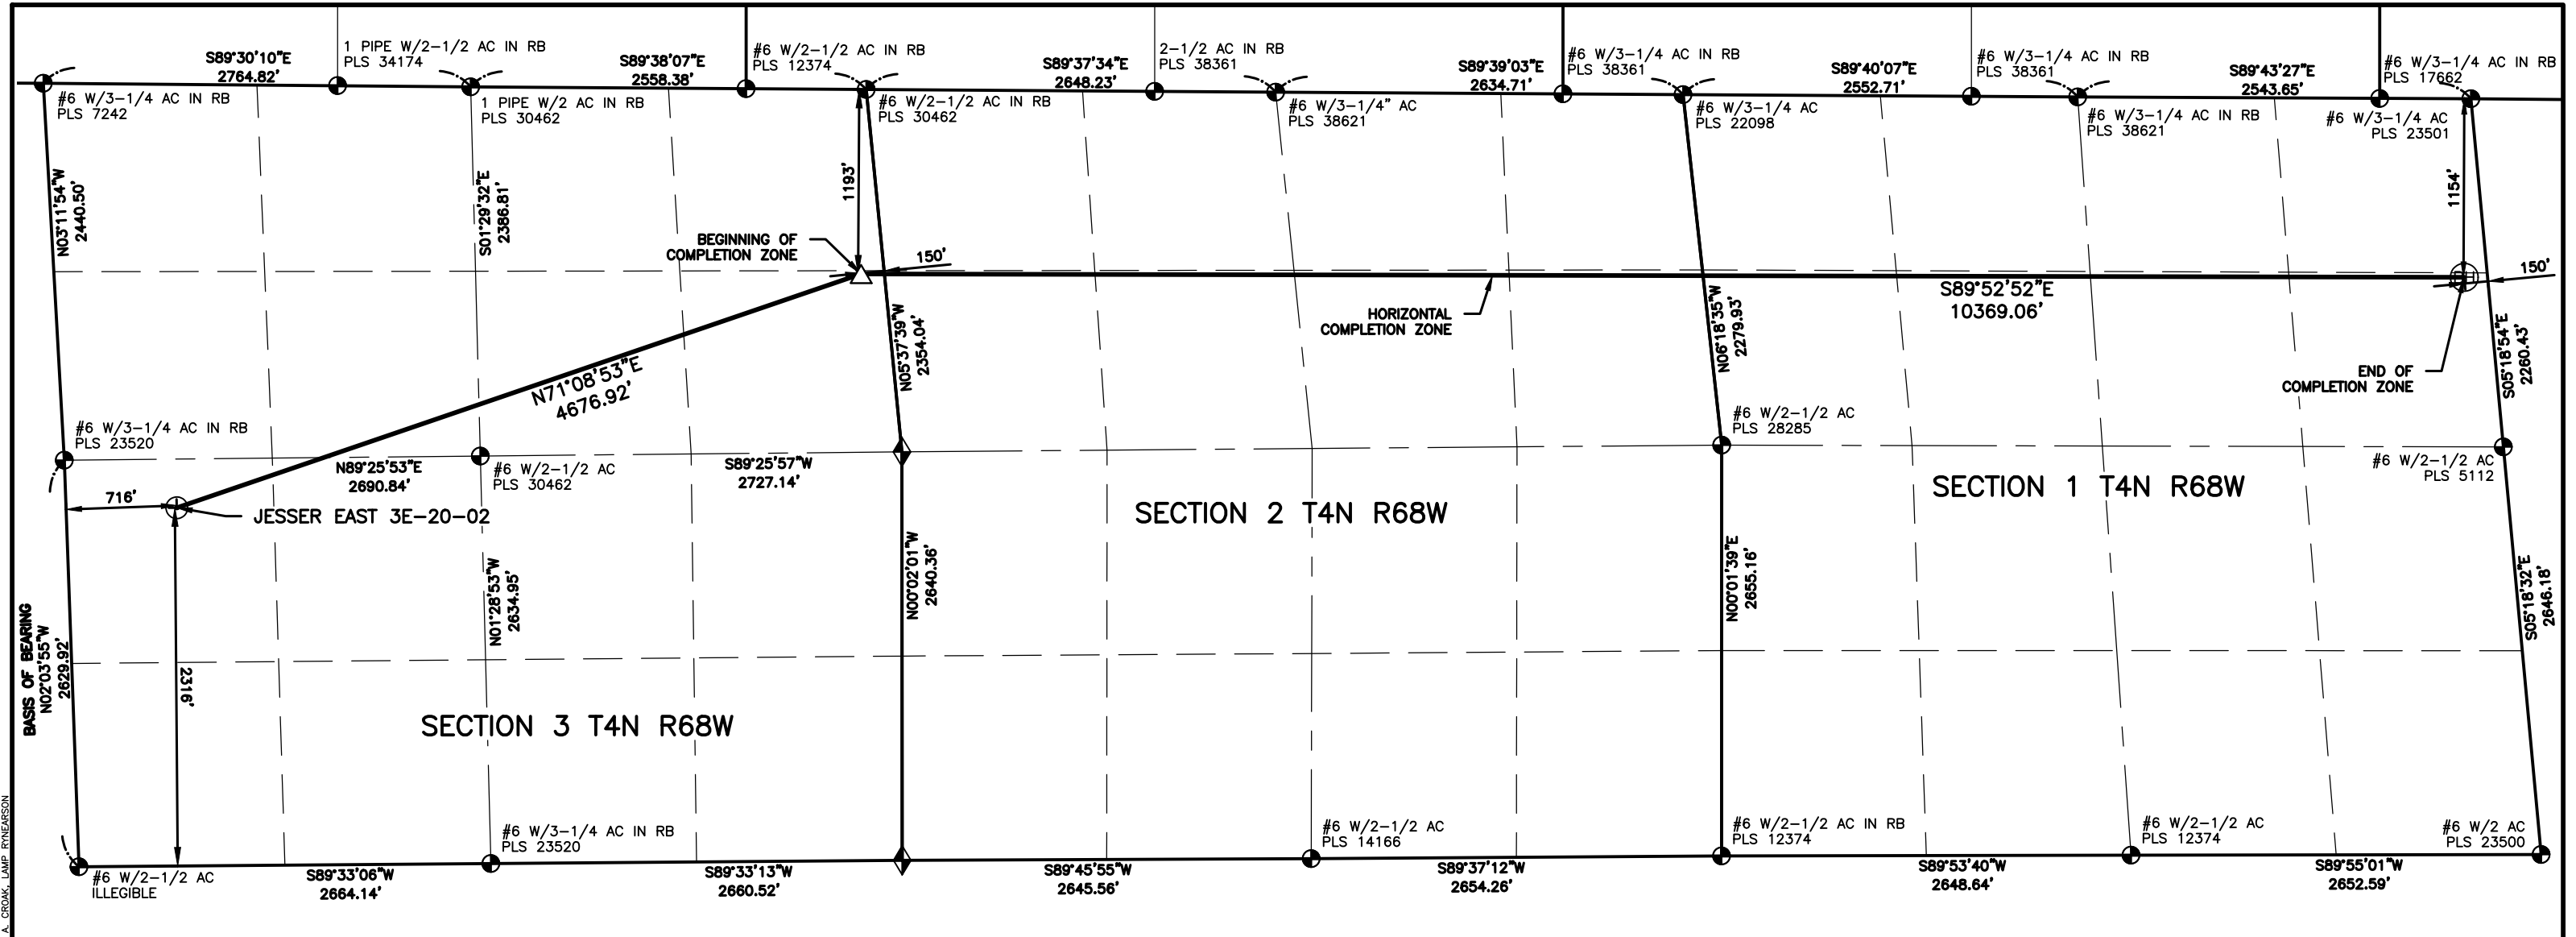 S89°30'10"E
2764.82'
1 PIPE W/2-1/2 AC IN RB
PLS 34174
S89°38'07"E
2558.38'
#6 W/2-1/2 AC IN RB
PLS 12374
S89°37'34"E
2648.23'
2-1/2 AC IN RB
PLS 38361
S89°39'03"E
2634.71'
#6 W/3-1/4 AC IN RB
PLS 38361
S89°40'07"E
2552.71'
#6 W/3-1/4 AC IN RB
PLS 38361
S89°43'27"E
2543.65'
#6 W/3-1/4 AC IN RB
PLS 17662
#6 W/3-1/4 AC IN RB
PLS 7242
1 PIPE W/2 AC IN RB
PLS 30462
#6 W/2-1/2 AC IN RB
PLS 30462
#6 W/3-1/4" AC
PLS 38621
#6 W/3-1/4 AC
PLS 22098
#6 W/3-1/4 AC IN RB
PLS 38621
#6 W/3-1/4 AC
PLS 23501
N03°11'54"W
2440.50'
S01°29'32"E
2386.81'
1193'
1154'
BEGINNING OF
COMPLETION ZONE
150'
150'
N05°37'39"W
2354.04'
HORIZONTAL
COMPLETION ZONE
N06°18'35"W
2279.93'
S89°52'52"E
10369.06'
END OF
COMPLETION ZONE
S05°18'54"E
2260.43'
N71°08'53"E
4676.92'
#6 W/3-1/4 AC IN RB
PLS 23520
N89°25'53"E
2690.84'
#6 W/2-1/2 AC
PLS 30462
S89°25'57"W
2727.14'
#6 W/2-1/2 AC
PLS 28285
#6 W/2-1/2 AC
PLS 5112
716'
JESSER EAST 3E-20-02
SECTION 2 T4N R68W
SECTION 1 T4N R68W
BASIS OF BEARING
N02°03'55"W
2629.92'
2316'
N01°28'53"W
2634.95'
N00°02'01"W
2640.36'
N00°01'39"E
2655.16'
S05°18'32"E
2646.18'
SECTION 3 T4N R68W
#6 W/2-1/2 AC
ILLEGIBLE
S89°33'06"W
2664.14'
#6 W/3-1/4 AC IN RB
PLS 23520
S89°33'13"W
2660.52'
S89°45'55"W
2645.56'
#6 W/2-1/2 AC
PLS 14166
S89°37'12"W
2654.26'
#6 W/2-1/2 AC IN RB
PLS 12374
S89°53'40"W
2648.64'
#6 W/2-1/2 AC
PLS 12374
S89°55'01"W
2652.59'
#6 W/2 AC
PLS 23500
A. CROAK, LAMP RYNEARSON